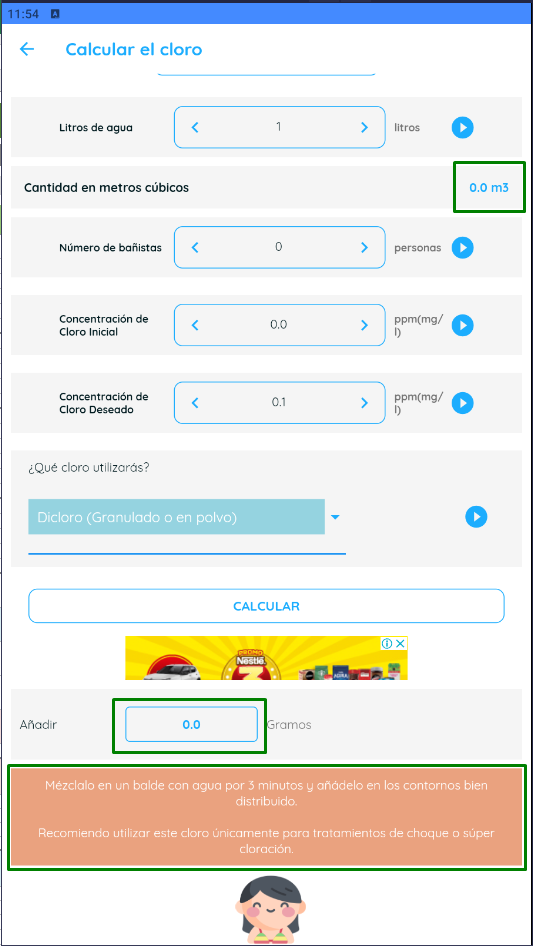 11:54 A
Calcular el cloro
Litros de agua 1 litros
Cantidad en metros cúbicos 0.0 m3
Número de bañistas 0 personas
Concentración de
Cloro Inicial 0.0 ppm(mg/
l)
Concentración de
Cloro Deseado 0.1 ppm(mg/
l)
¿Qué cloro utilizarás?
Dicloro (Granulado o en polvo)
CALCULAR
PROMO
Nestlé
3
Añadir 0.0 Gramos
Mézclalo en un balde con agua por 3 minutos y añádelo en los contornos bien
distribuido.
Recomiendo utilizar este cloro únicamente para tratamientos de choque o súper
cloración.